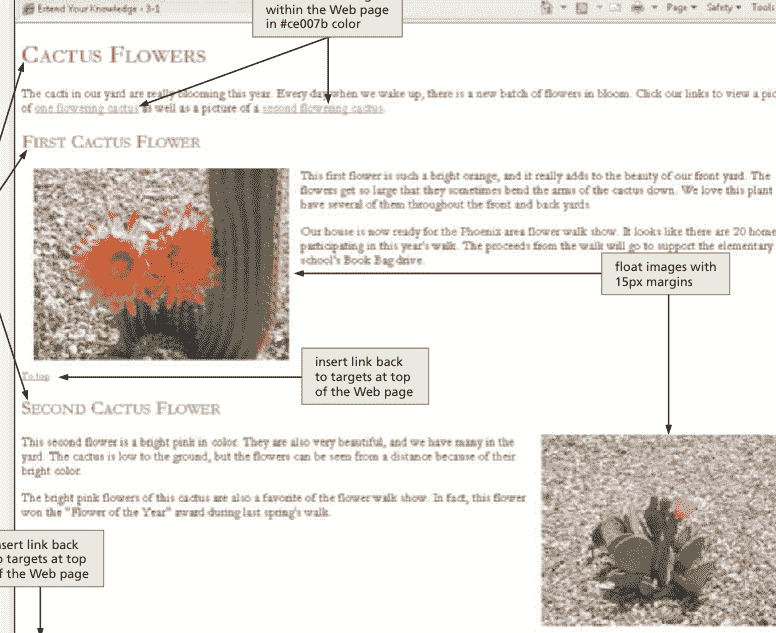 Extend Your Knowledge - 3-1
Page
Safety
Tools
within the Web page
in #ce007b color
CACTUS FLOWERS
The cacti in our yard are really blooming this year. Every day when we wake up, there is a new batch of flowers in bloom. Click our links to view a pic
of one flowering cactus as well as a picture of a second flowering cactus.
FIRST CACTUS FLOWER
This first flower is such a bright orange, and it really adds to the beauty of our front yard. The
flowers get so large that they sometimes bend the arms of the cactus down. We love this plant
have several of them throughout the front and back yards.
Our house is now ready for the Phoenix area flower walk show. It looks like there are 20 home
participating in this year's walk. The proceeds from the walk will go to support the elementary
school's Book Bag drive.
float images with
15px margins
insert link back
to targets at top
of the Web page
To top
SECOND CACTUS FLOWER
This second flower is a bright pink in color. They are also very beautiful, and we have many in the
yard. The cactus is low to the ground, but the flowers can be seen from a distance because of their
bright color.
The bright pink flowers of this cactus are also a favorite of the flower walk show. In fact, this flower
won the "Flower of the Year" award during last spring's walk.
sert link back
targets at top
f the Web page